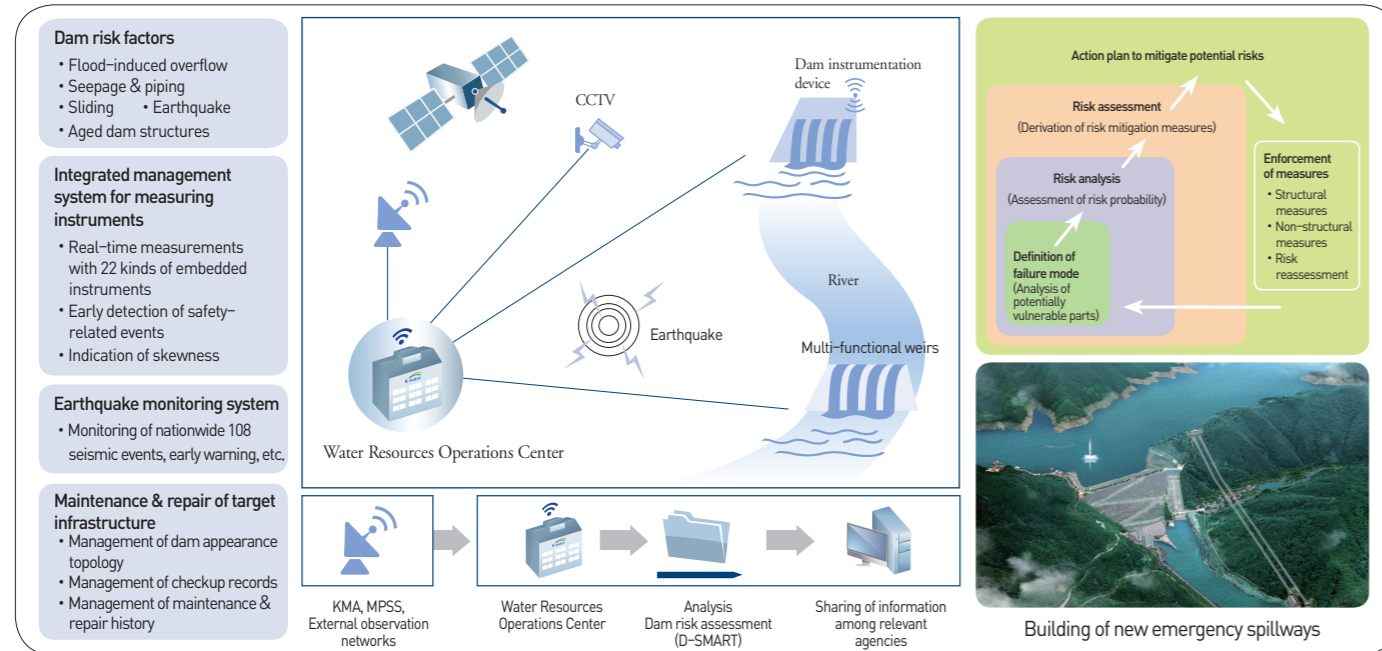 Dam risk factors
• Flood-induced overflow
• Seepage & piping
• Sliding • Earthquake
• Aged dam structures
Integrated management
system for measuring
instruments
• Real-time measurements
with 22 kinds of embedded
instruments
• Early detection of safety-
related events
• Indication of skewness
Earthquake monitoring system
• Monitoring of nationwide 108
seismic events, early warning, etc.
Maintenance & repair of target
infrastructure
• Management of dam appearance
topology
• Management of checkup records
• Management of maintenance &
repair history
CCTV
Dam instrumentation
device
River
Earthquake
Multi-functional weirs
K-water
Water Resources Operations Center
K-water
KMA, MPSS,
External observation
networks
Water Resources
Operations Center
Analysis
Dam risk assessment
(D-SMART)
Sharing of information
among relevant
agencies
Action plan to mitigate potential risks
Risk assessment
(Derivation of risk mitigation measures)
Risk analysis
(Assessment of risk probability)
Definition of
failure mode
(Analysis of
potentially
vulnerable parts)
Enforcement
of measures
• Structural
measures
• Non-structural
measures
• Risk
reassessment
Building of new emergency spillways